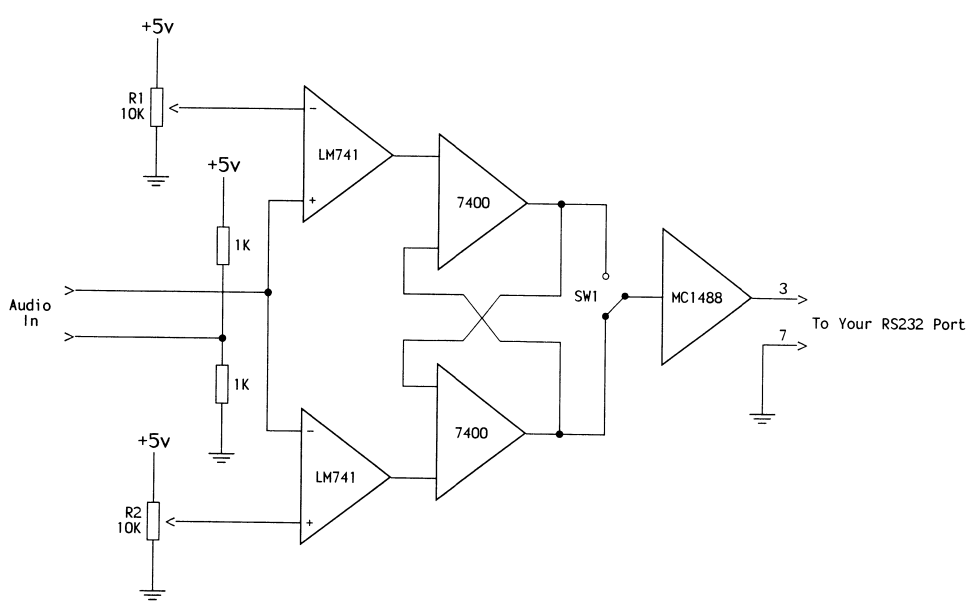 +5v
R1
10K
−
LM741
+
+5v
7400
1K
Audio
In
SW1
MC1488
3
To Your RS232 Port
7
1K
−
7400
+5v
LM741
R2
10K
+